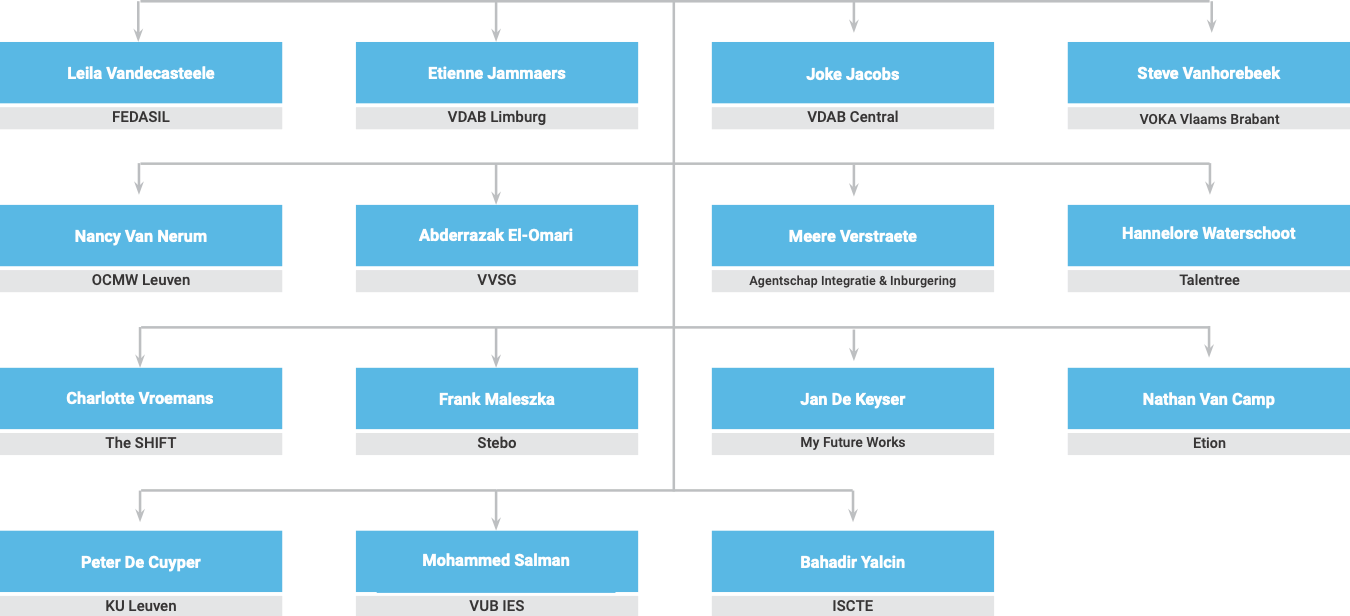 Leila Vandecasteele
FEDASIL
Etienne Jammaers
VDAB Limburg
Joke Jacobs
VDAB Central
Steve Vanhorebeek
VOKA Vlaams Brabant
Nancy Van Nerum
OCMW Leuven
Abderrazak El-Omari
VVSG
Meere Verstraete
Agentschap Integratie & Inburgering
Hannelore Waterschoot
Talentree
Charlotte Vroemans
The SHIFT
Frank Maleszka
Stebo
Jan De Keyser
My Future Works
Nathan Van Camp
Etion
Peter De Cuyper
KU Leuven
Mohammed Salman
VUB IES
Bahadir Yalcin
ISCTE